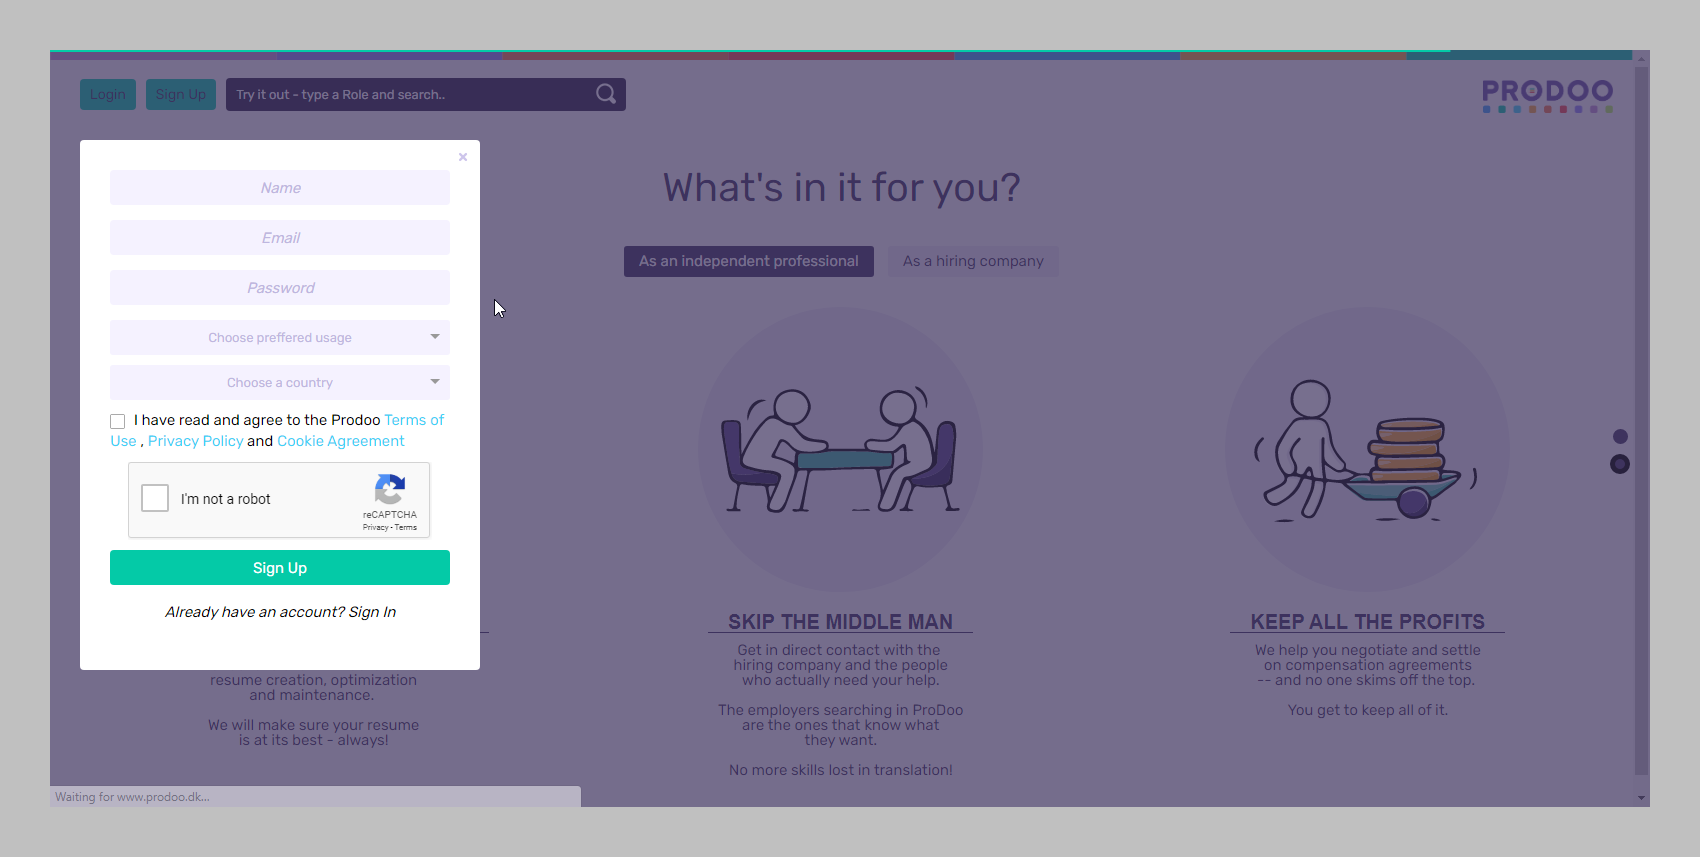 Login
Sign Up
Try it out - type a Role and search..
PRODOO
Name
Email
Password
Choose preffered usage
Choose a country
I have read and agree to the Prodoo Terms of
Use , Privacy Policy and Cookie Agreement
I'm not a robot
reCAPTCHA
Privacy - Terms
Sign Up
Already have an account? Sign In
What's in it for you?
As an independent professional
As a hiring company
resume creation, optimization
and maintenance.
We will make sure your resume
is at its best - always!
SKIP THE MIDDLE MAN
Get in direct contact with the
hiring company and the people
who actually need your help.
The employers searching in ProDoo
are the ones that know what
they want.
No more skills lost in translation!
KEEP ALL THE PROFITS
We help you negotiate and settle
on compensation agreements
-- and no one skims off the top.
You get to keep all of it.
Waiting for www.prodoo.dk...